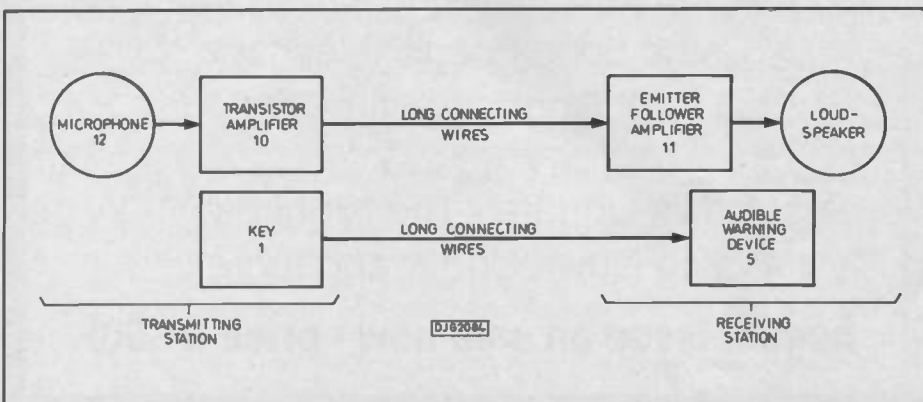 MICROPHONE
12
TRANSISTOR
AMPLIFIER
10
LONG CONNECTING
WIRES
EMITTER
FOLLOWER
AMPLIFIER
11
LOUD-
SPEAKER
KEY
1
LONG CONNECTING
WIRES
AUDIBLE
WARNING
DEVICE
5
TRANSMITTING
STATION
DJ6208L
RECEIVING
STATION